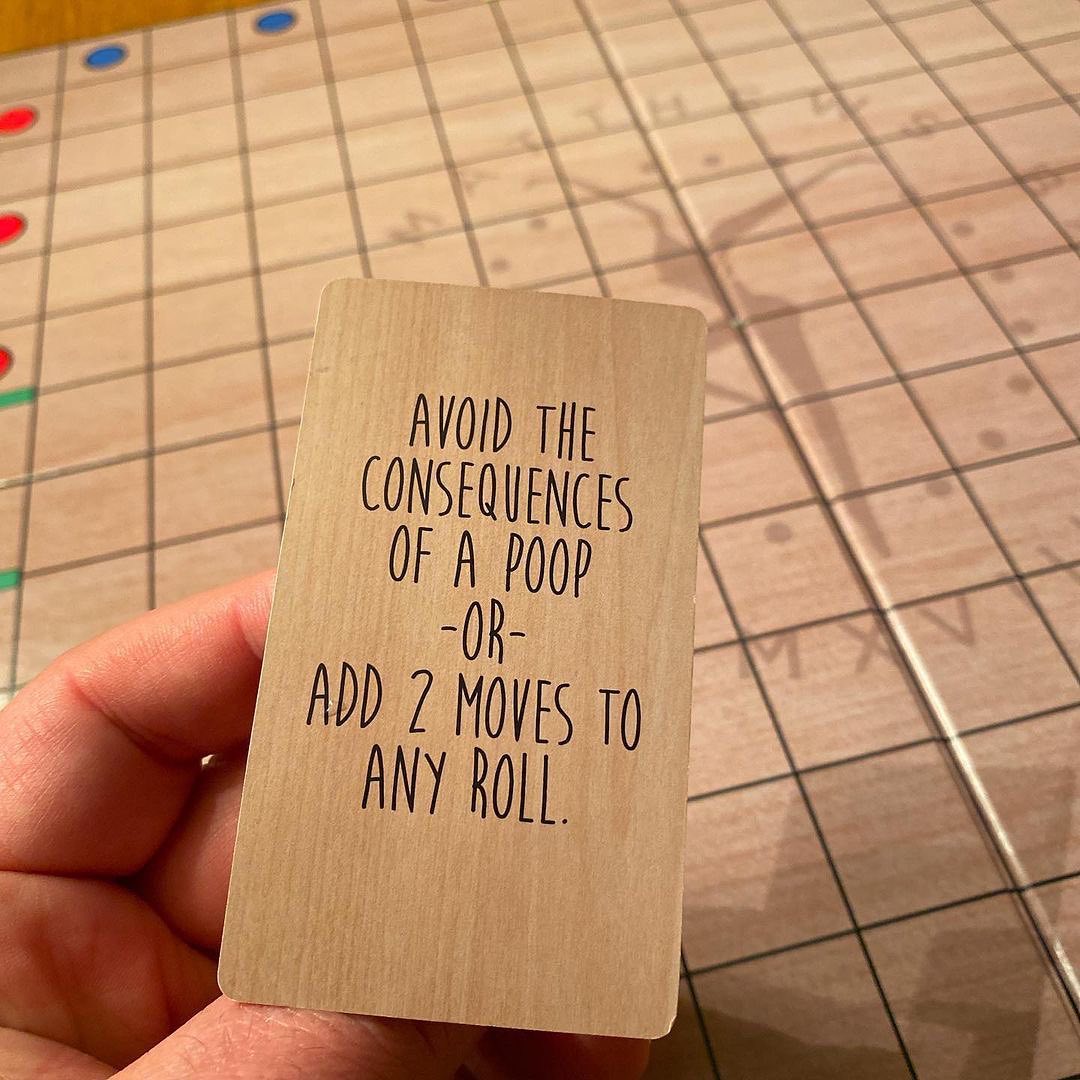 AVOID THE
CONSEQUENCES
OF A POOP
-OR-
ADD 2 MOVES TO
ANY ROLL.